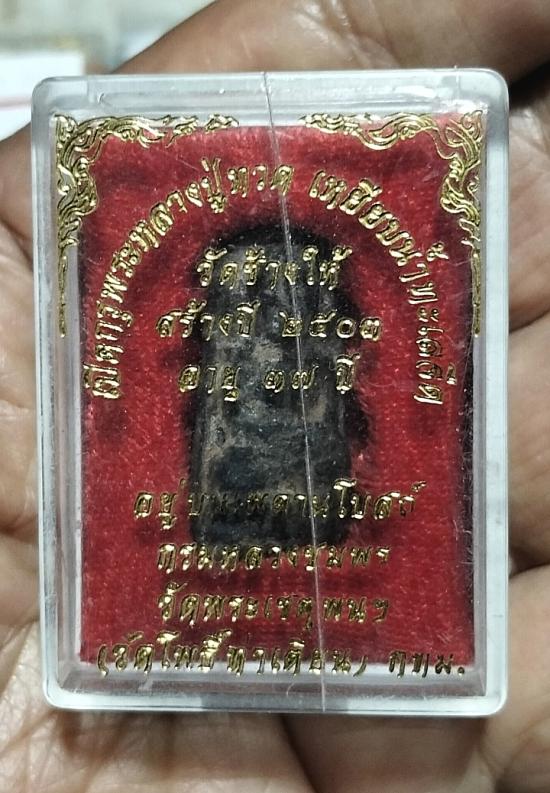 เปิดกรุพระหลวงปู่ทวด เหยียบน้ำทะเลจืด
วัดช้างให้
สร้างปี ๒๕๐๓
อายุ ๓๗ ปี
อยู่บนเพดานโบสถ์
กรมหลวงชุมพร
วัดพระเชตุพนฯ
(วัดโพธิ์ท่าเตียน) กทม.